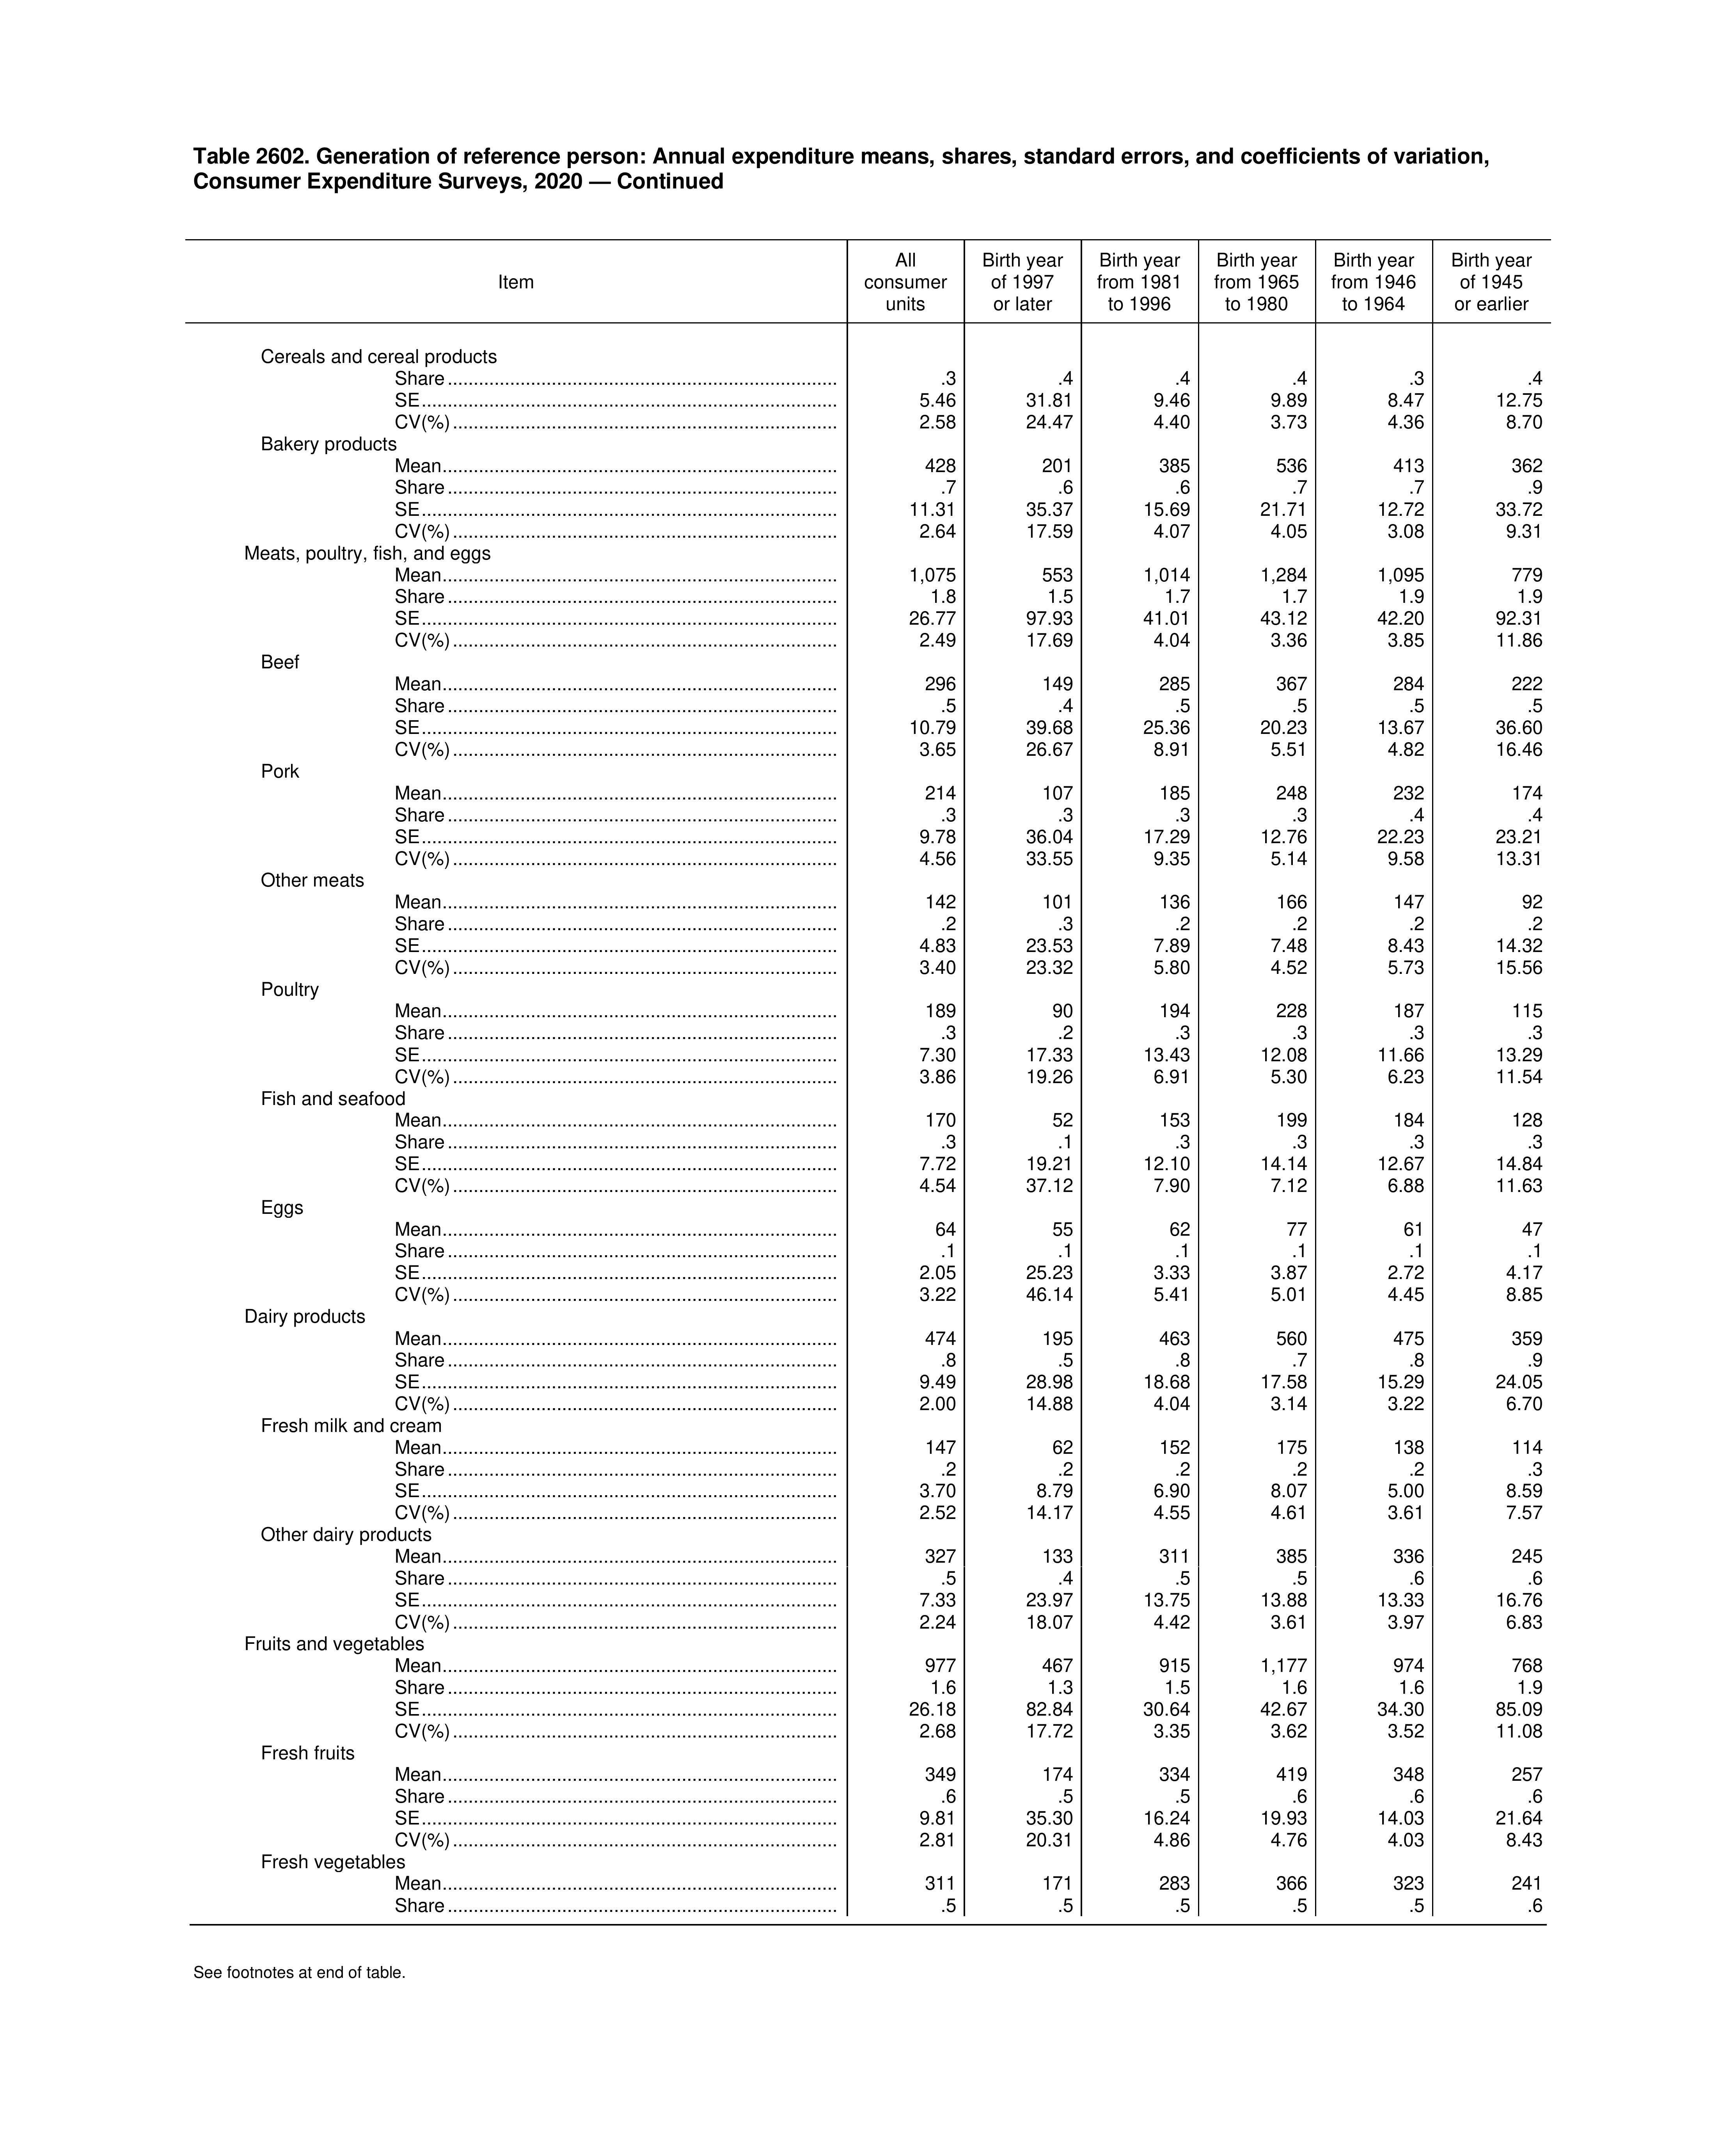 Table 2602. Generation of reference person: Annual expenditure means, shares, standard errors, and coefficients of variation,
Consumer Expenditure Surveys, 2020 — Continued
Item
All consumer units
Birth year of 1997 or later
Birth year from 1981 to 1996
Birth year from 1965 to 1980
Birth year from 1946 to 1964
Birth year of 1945 or earlier
Cereals and cereal products
Share .3 .4 .4 .4 .3 .4
SE 5.46 31.81 9.46 9.89 8.47 12.75
CV(%) 2.58 24.47 4.40 3.73 4.36 8.70
Bakery products
Mean 428 201 385 536 413 362
Share .7 .6 .6 .7 .7 .9
SE 11.31 35.37 15.69 21.71 12.72 33.72
CV(%) 2.64 17.59 4.07 4.05 3.08 9.31
Meats, poultry, fish, and eggs
Mean 1,075 553 1,014 1,284 1,095 779
Share 1.8 1.5 1.7 1.7 1.9 1.9
SE 26.77 97.93 41.01 43.12 42.20 92.31
CV(%) 2.49 17.69 4.04 3.36 3.85 11.86
Beef
Mean 296 149 285 367 284 222
Share .5 .4 .5 .5 .5 .5
SE 10.79 39.68 25.36 20.23 13.67 36.60
CV(%) 3.65 26.67 8.91 5.51 4.82 16.46
Pork
Mean 214 107 185 248 232 174
Share .3 .3 .3 .3 .4 .4
SE 9.78 36.04 17.29 12.76 22.23 23.21
CV(%) 4.56 33.55 9.35 5.14 9.58 13.31
Other meats
Mean 142 101 136 166 147 92
Share .2 .3 .2 .2 .2 .2
SE 4.83 23.53 7.89 7.48 8.43 14.32
CV(%) 3.40 23.32 5.80 4.52 5.73 15.56
Poultry
Mean 189 90 194 228 187 115
Share .3 .2 .3 .3 .3 .3
SE 7.30 17.33 13.43 12.08 11.66 13.29
CV(%) 3.86 19.26 6.91 5.30 6.23 11.54
Fish and seafood
Mean 170 52 153 199 184 128
Share .3 .1 .3 .3 .3 .3
SE 7.72 19.21 12.10 14.14 12.67 14.84
CV(%) 4.54 37.12 7.90 7.12 6.88 11.63
Eggs
Mean 64 55 62 77 61 47
Share .1 .1 .1 .1 .1 .1
SE 2.05 25.23 3.33 3.87 2.72 4.17
CV(%) 3.22 46.14 5.41 5.01 4.45 8.85
Dairy products
Mean 474 195 463 560 475 359
Share .8 .5 .8 .7 .8 .9
SE 9.49 28.98 18.68 17.58 15.29 24.05
CV(%) 2.00 14.88 4.04 3.14 3.22 6.70
Fresh milk and cream
Mean 147 62 152 175 138 114
Share .2 .2 .2 .2 .2 .3
SE 3.70 8.79 6.90 8.07 5.00 8.59
CV(%) 2.52 14.17 4.55 4.61 3.61 7.57
Other dairy products
Mean 327 133 311 385 336 245
Share .5 .4 .5 .5 .6 .6
SE 7.33 23.97 13.75 13.88 13.33 16.76
CV(%) 2.24 18.07 4.42 3.61 3.97 6.83
Fruits and vegetables
Mean 977 467 915 1,177 974 768
Share 1.6 1.3 1.5 1.6 1.6 1.9
SE 26.18 82.84 30.64 42.67 34.30 85.09
CV(%) 2.68 17.72 3.35 3.62 3.52 11.08
Fresh fruits
Mean 349 174 334 419 348 257
Share .6 .5 .5 .6 .6 .6
SE 9.81 35.30 16.24 19.93 14.03 21.64
CV(%) 2.81 20.31 4.86 4.76 4.03 8.43
Fresh vegetables
Mean 311 171 283 366 323 241
Share .5 .5 .5 .5 .5 .6
See footnotes at end of table.